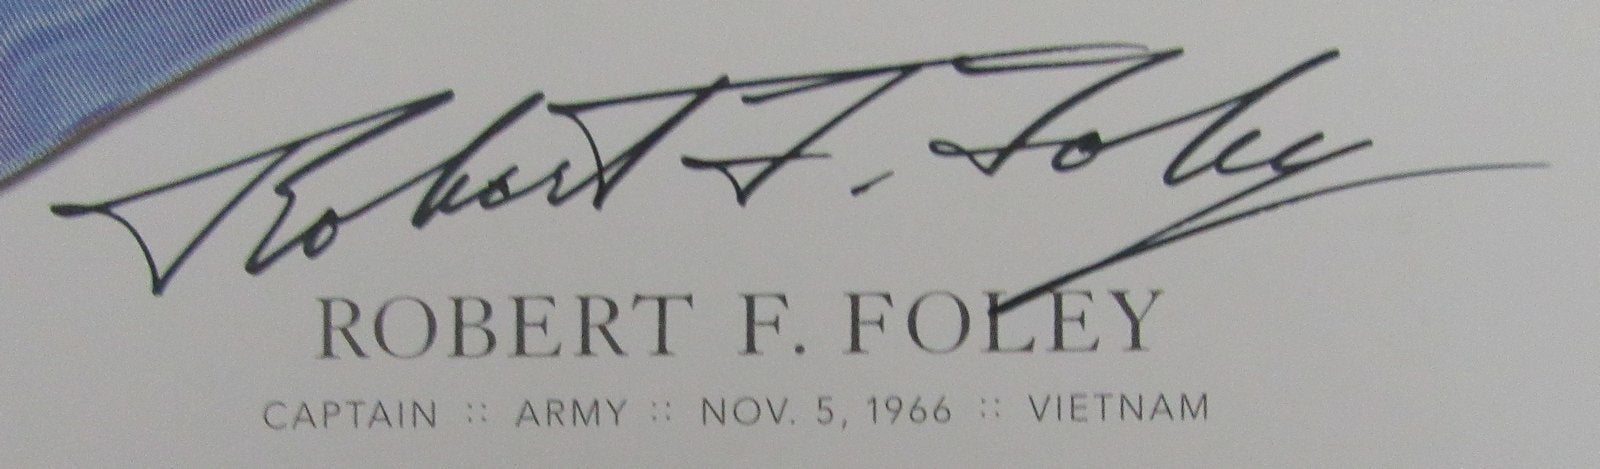 Robert F. Foley
ROBERT F. FOLEY
CAPTAIN :: ARMY :: NOV. 5, 1966 :: VIETNAM